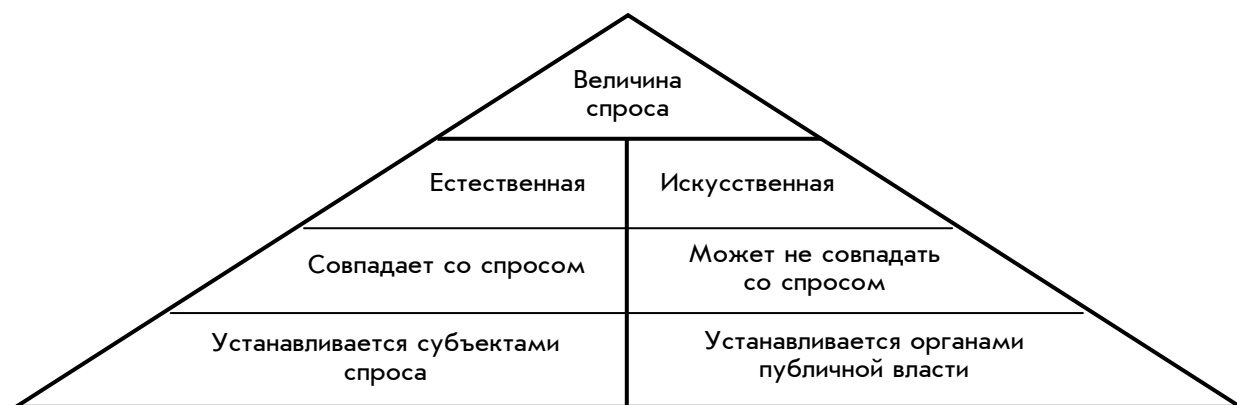 Величина
спроса
Естественная
Искусственная
Совпадает со спросом
Может не совпадать
со спросом
Устанавливается субъектами
спроса
Устанавливается органами
публичной власти